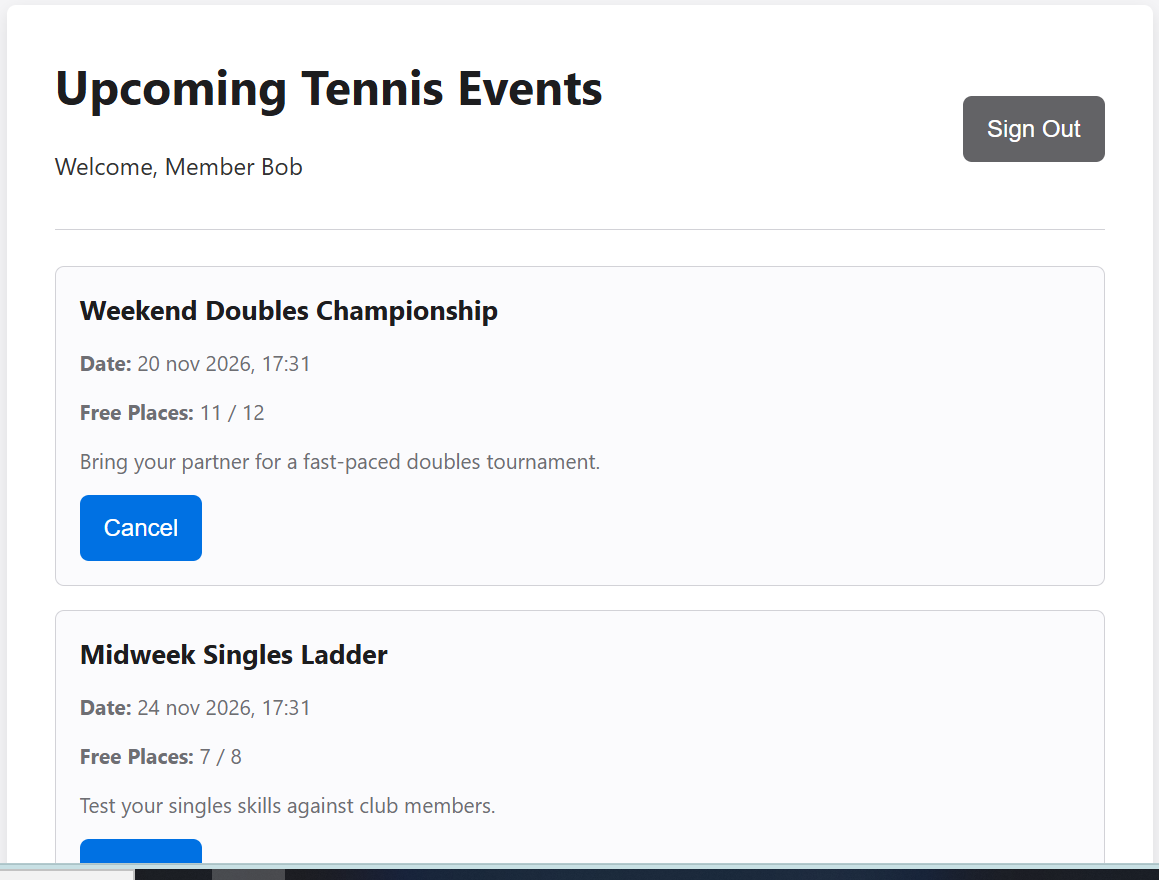 Upcoming Tennis Events
Sign Out
Welcome, Member Bob
Weekend Doubles Championship
Date: 20 nov 2026, 17:31
Free Places: 11 / 12
Bring your partner for a fast-paced doubles tournament.
Cancel
Midweek Singles Ladder
Date: 24 nov 2026, 17:31
Free Places: 7 / 8
Test your singles skills against club members.